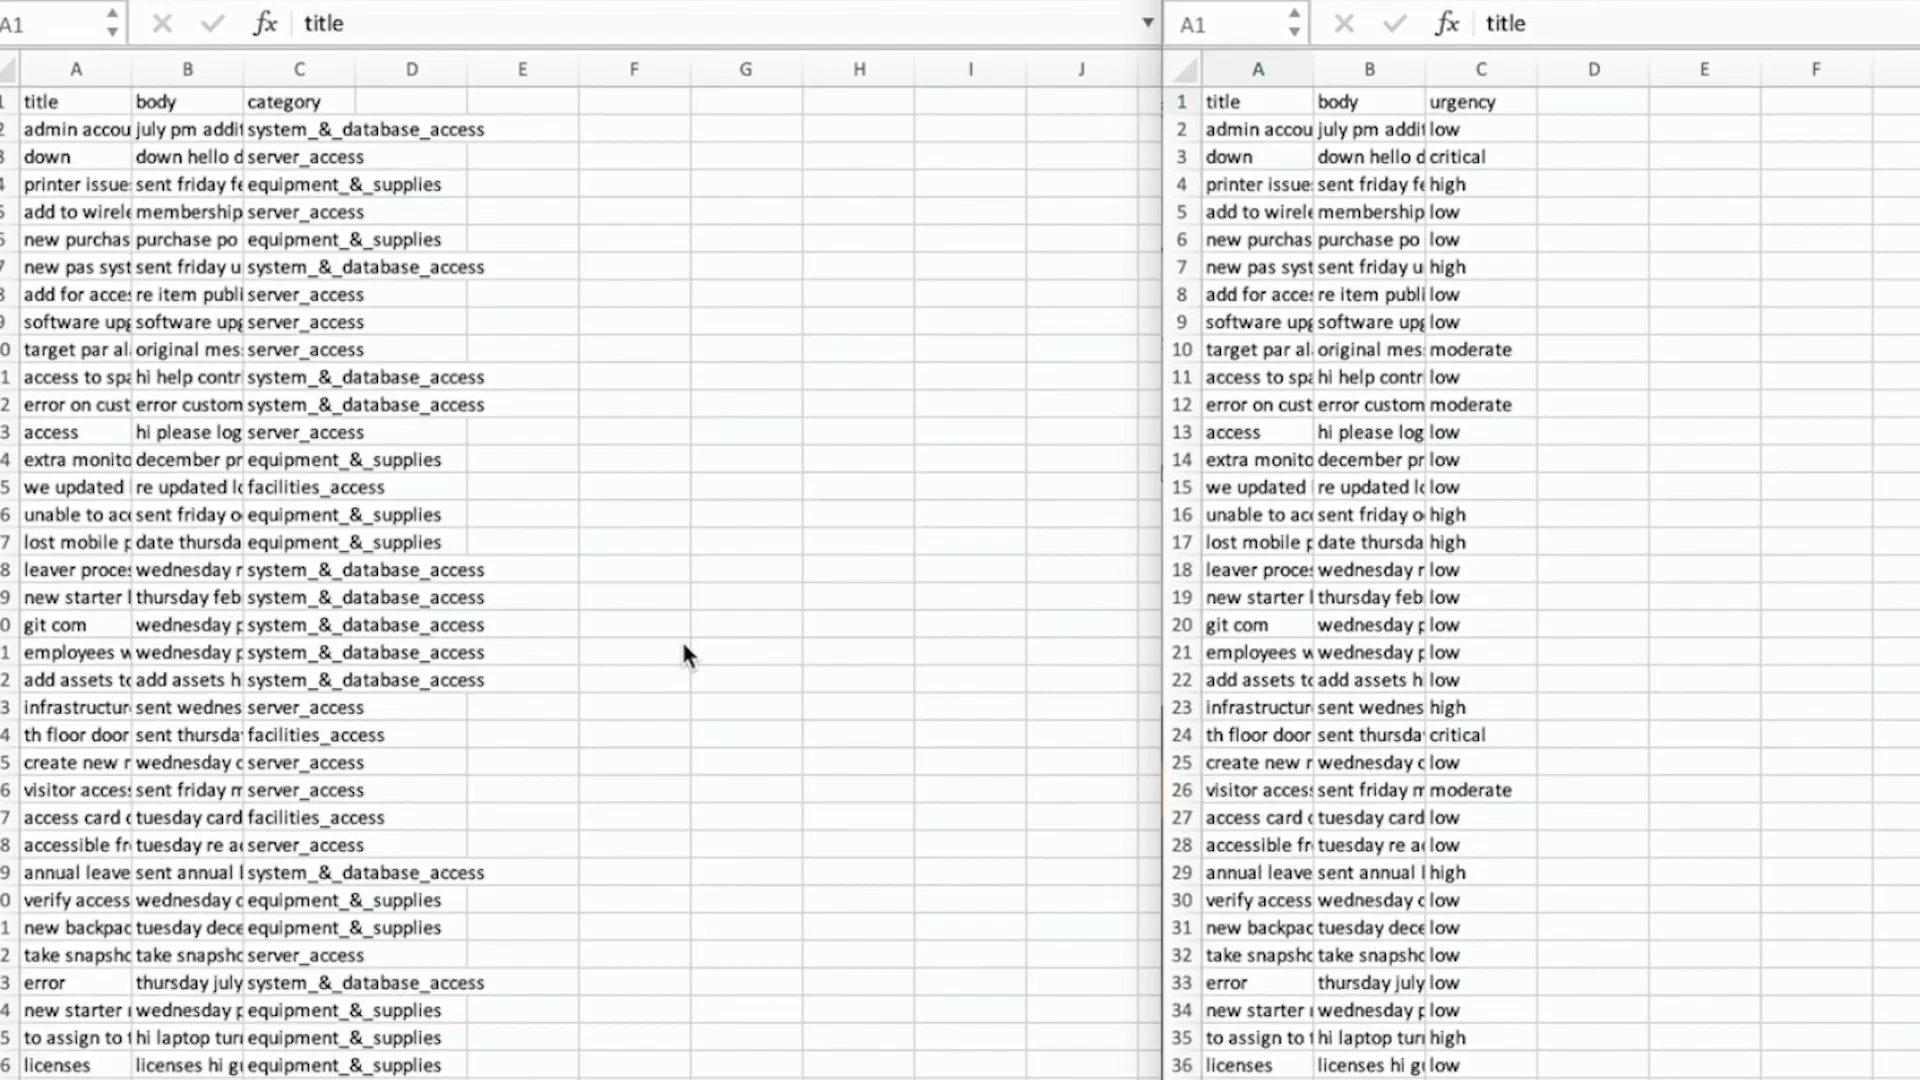 A1 fx title
A B C D E F G H I J
title body category
admin accou july pm addit system_&_database_access
down down hello d server_access
printer issue sent friday fe equipment_&_supplies
add to wirele membership server_access
new purchas purchase po equipment_&_supplies
new pas syst sent friday u system_&_database_access
add for acce re item publi server_access
software upg software upg server_access
target par al original mes server_access
access to spa hi help contr system_&_database_access
error on cust error custom system_&_database_access
access hi please log server_access
extra monito december pr equipment_&_supplies
we updated re updated lo facilities_access
unable to acc sent friday o equipment_&_supplies
lost mobile p date thursda equipment_&_supplies
leaver proce wednesday r system_&_database_access
new starter l thursday feb system_&_database_access
git com wednesday p system_&_database_access
employees w wednesday p system_&_database_access
add assets to add assets h system_&_database_access
infrastructur sent wednes server_access
th floor door sent thursda facilities_access
create new r wednesday c server_access
visitor acces sent friday m server_access
access card c tuesday card facilities_access
accessible fr tuesday re a server_access
annual leave sent annual l system_&_database_access
verify access wednesday c equipment_&_supplies
new backpac tuesday dece equipment_&_supplies
take snapsho take snapsho server_access
error thursday july system_&_database_access
new starter wednesday p equipment_&_supplies
to assign to t hi laptop turn equipment_&_supplies
licenses licenses hi g equipment_&_supplies
A1 fx title
A B C D E F
1 title body urgency
2 admin accou july pm addit low
3 down down hello d critical
4 printer issue sent friday fe high
5 add to wirele membership low
6 new purchas purchase po low
7 new pas syst sent friday u high
8 add for acce re item publi low
9 software upg software upg low
10 target par al original mes moderate
11 access to spa hi help contr low
12 error on cust error custom moderate
13 access hi please log low
14 extra monito december pr low
15 we updated re updated lo low
16 unable to acc sent friday o high
17 lost mobile p date thursda high
18 leaver proce wednesday r low
19 new starter l thursday feb low
20 git com wednesday p low
21 employees w wednesday p low
22 add assets to add assets h low
23 infrastructur sent wednes high
24 th floor door sent thursda critical
25 create new r wednesday c low
26 visitor acces sent friday m moderate
27 access card c tuesday card low
28 accessible fr tuesday re a low
29 annual leave sent annual l high
30 verify access wednesday c low
31 new backpac tuesday dece low
32 take snapsho take snapsho low
33 error thursday july low
34 new starter wednesday p low
35 to assign to t hi laptop turn high
36 licenses licenses hi g low